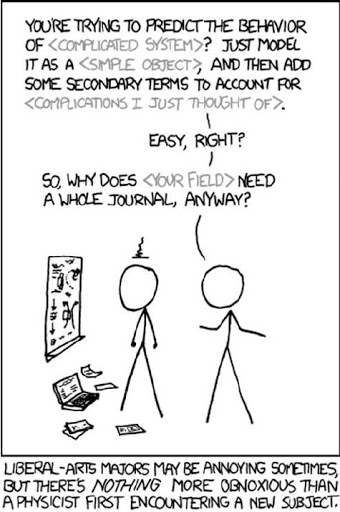 YOU'RE TRYING TO PREDICT THE BEHAVIOR
OF <COMPLICATED SYSTEM>? JUST MODEL
IT AS A <SIMPLE OBJECT>, AND THEN ADD
SOME SECONDARY TERMS TO ACCOUNT FOR
<COMPLICATIONS I JUST THOUGHT OF>.
EASY, RIGHT?
SO, WHY DOES <YOUR FIELD> NEED
A WHOLE JOURNAL, ANYWAY?
LIBERAL-ARTS MAJORS MAY BE ANNOYING SOMETIMES,
BUT THERE'S NOTHING MORE OBNOXIOUS THAN
A PHYSICIST FIRST ENCOUNTERING A NEW SUBJECT.